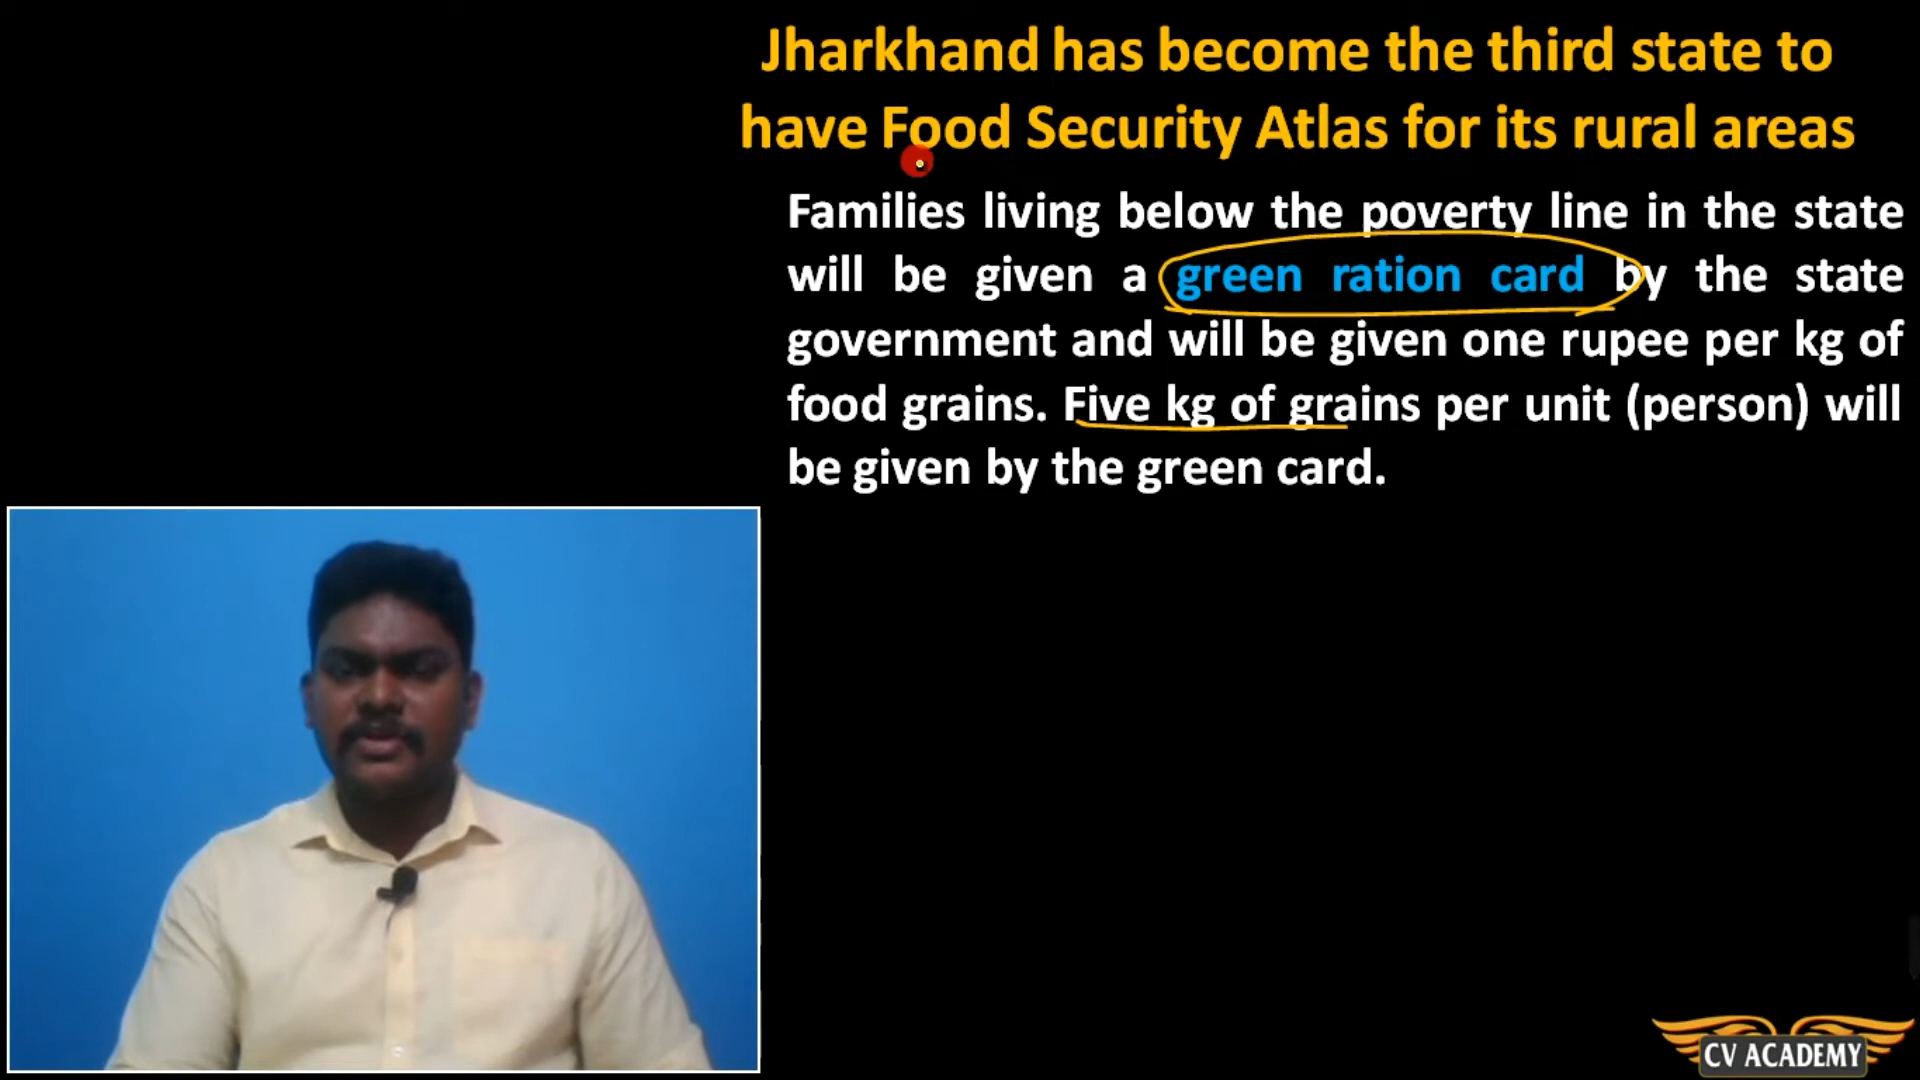 Jharkhand has become the third state to
have Food Security Atlas for its rural areas
Families living below the poverty line in the state
will be given a green ration card by the state
government and will be given one rupee per kg of
food grains. Five kg of grains per unit (person) will
be given by the green card.
CV ACADEMY